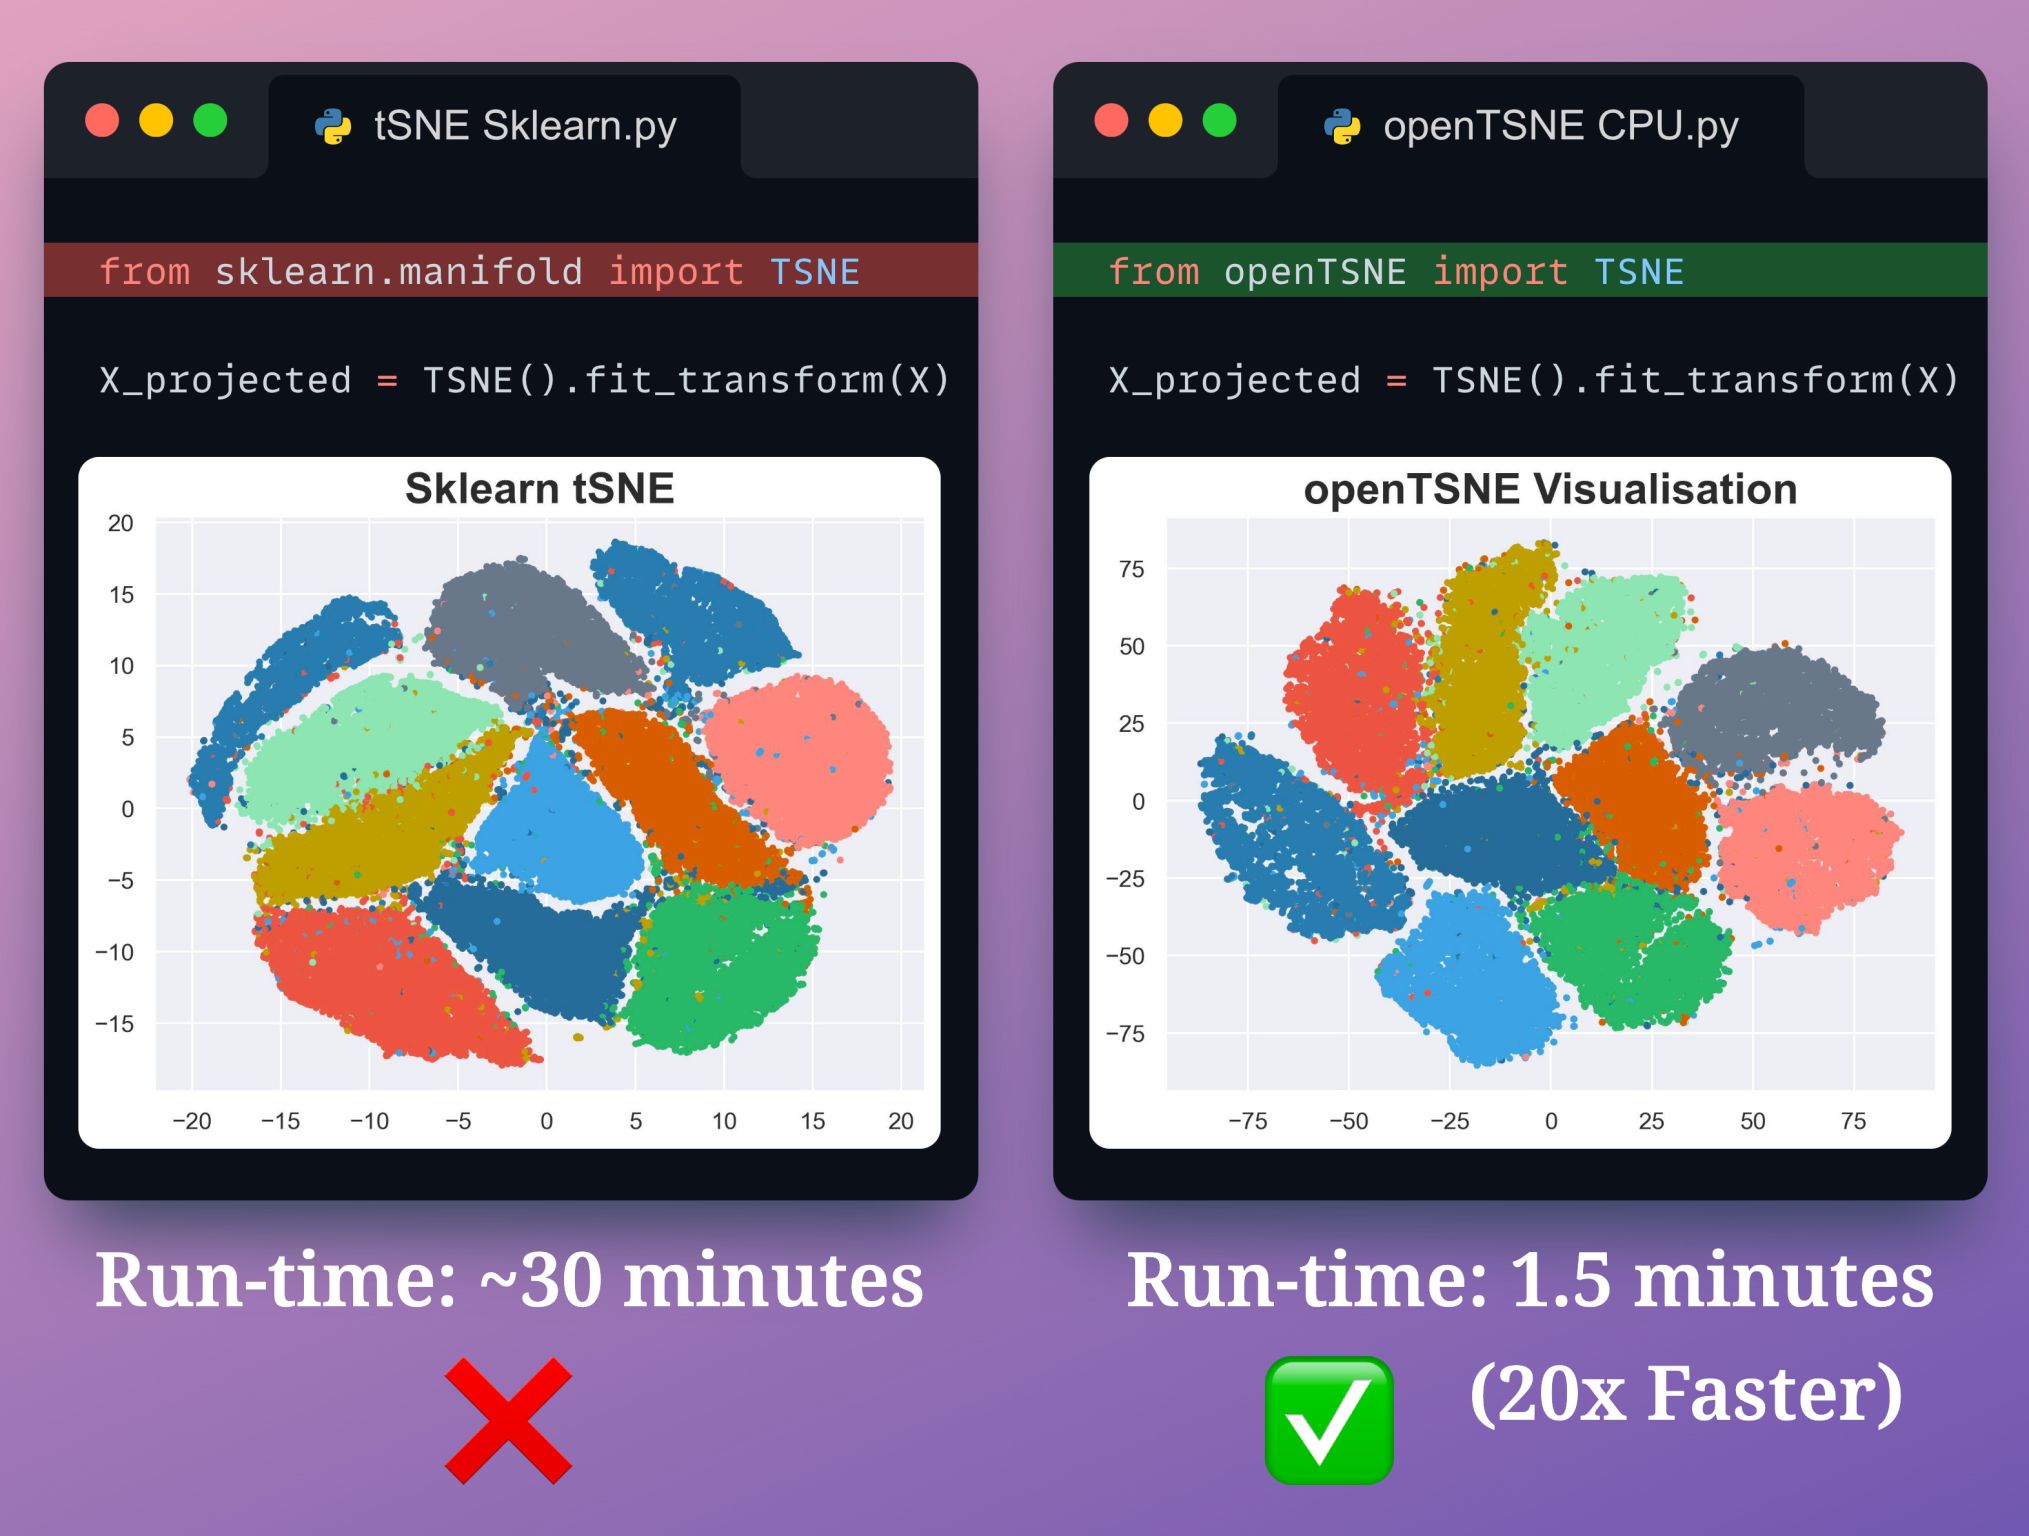 tSNE Sklearn.py
from sklearn.manifold import TSNE
X_projected = TSNE().fit_transform(X)
Sklearn tSNE
20
15
10
5
0
−5
−10
−15
−20 −15 −10 −5 0 5 10 15 20
Run-time: ~30 minutes
openTSNE CPU.py
from openTSNE import TSNE
X_projected = TSNE().fit_transform(X)
openTSNE Visualisation
75
50
25
0
−25
−50
−75
−75 −50 −25 0 25 50 75
Run-time: 1.5 minutes
(20x Faster)